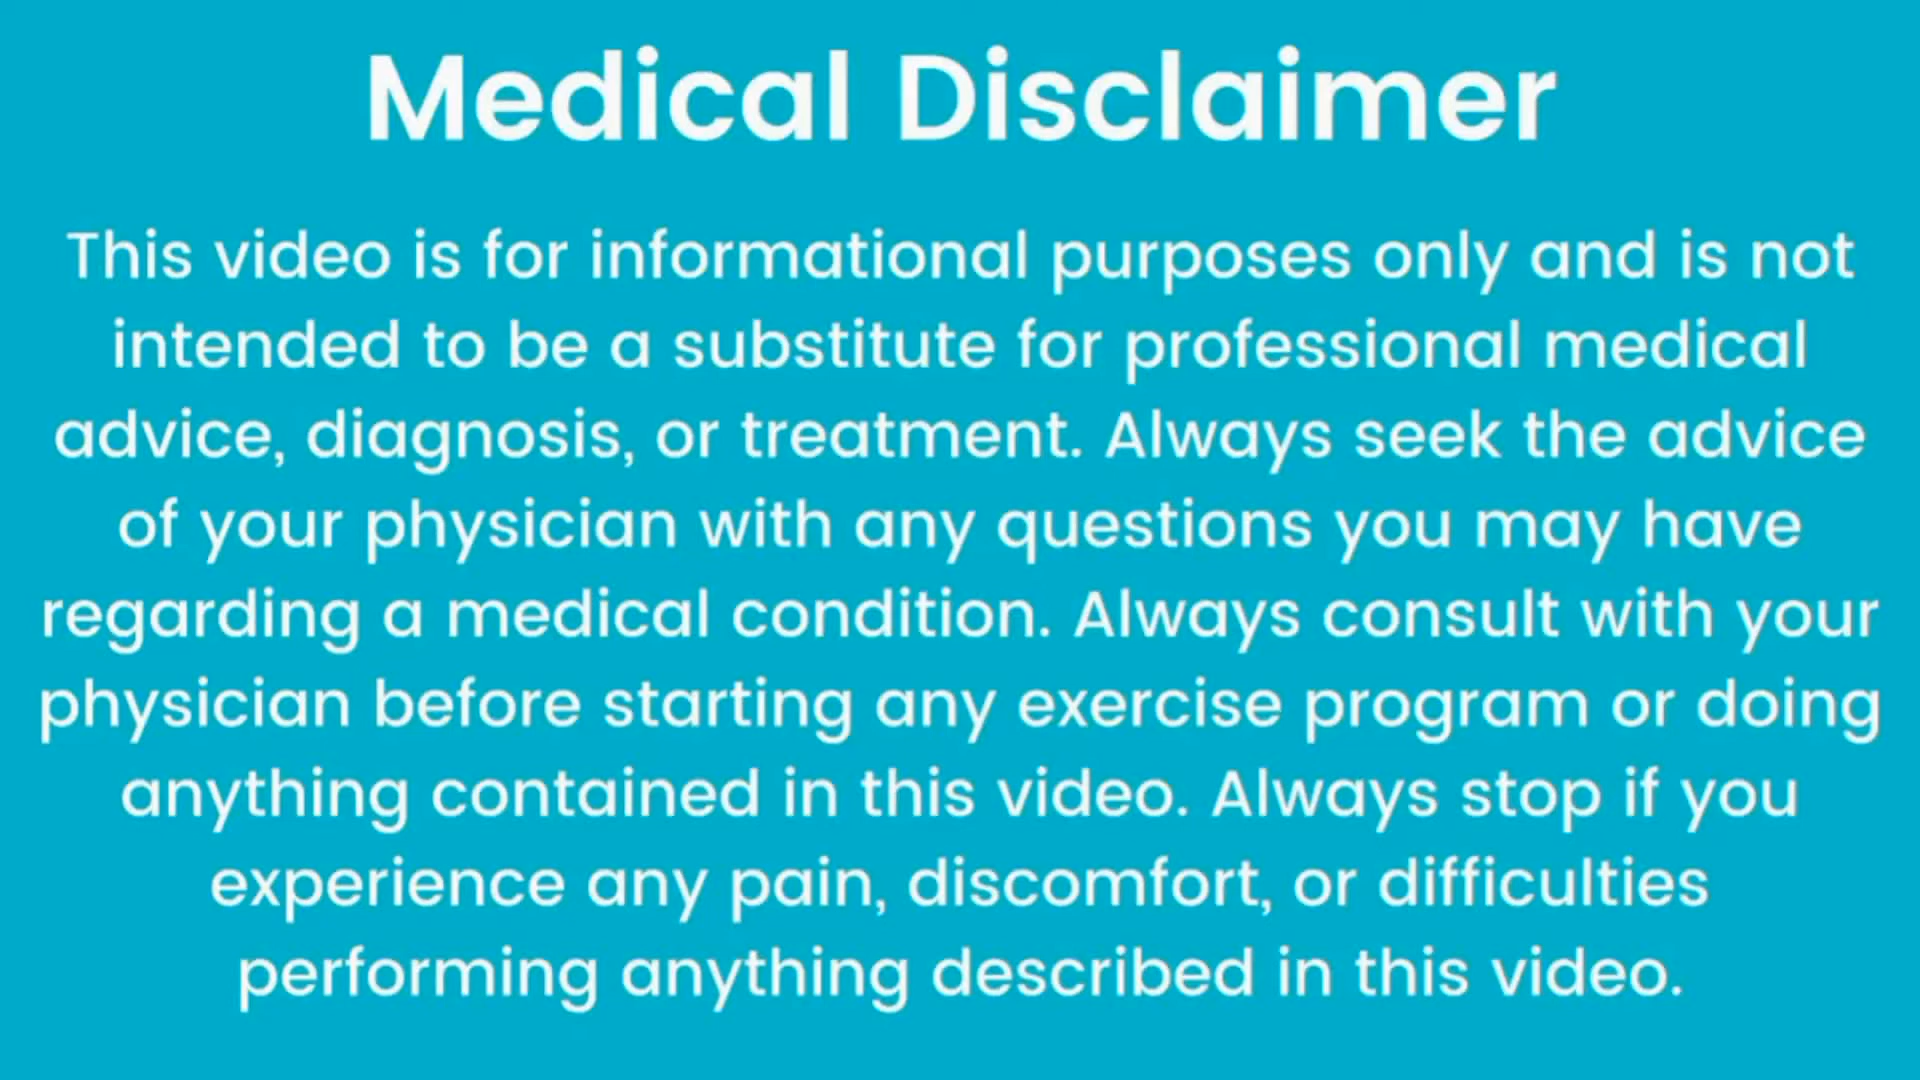 Medical Disclaimer
This video is for informational purposes only and is not
intended to be a substitute for professional medical
advice, diagnosis, or treatment. Always seek the advice
of your physician with any questions you may have
regarding a medical condition. Always consult with your
physician before starting any exercise program or doing
anything contained in this video. Always stop if you
experience any pain, discomfort, or difficulties
performing anything described in this video.